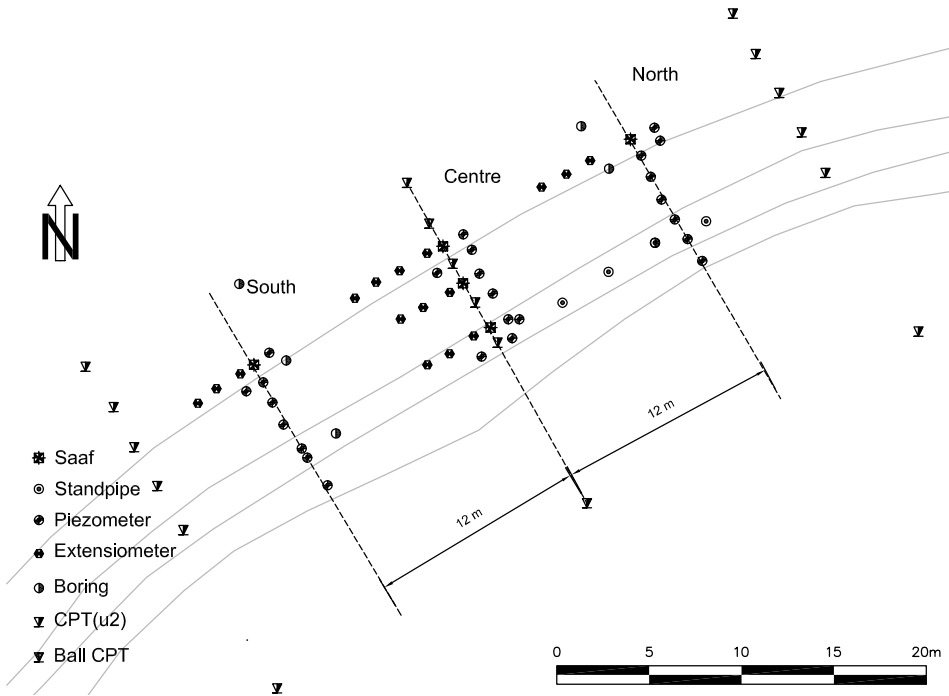 North
Centre
N
South
12 m
12 m
Saaf
Standpipe
Piezometer
Extensiometer
Boring
CPT(u2)
Ball CPT
0 5 10 15 20m